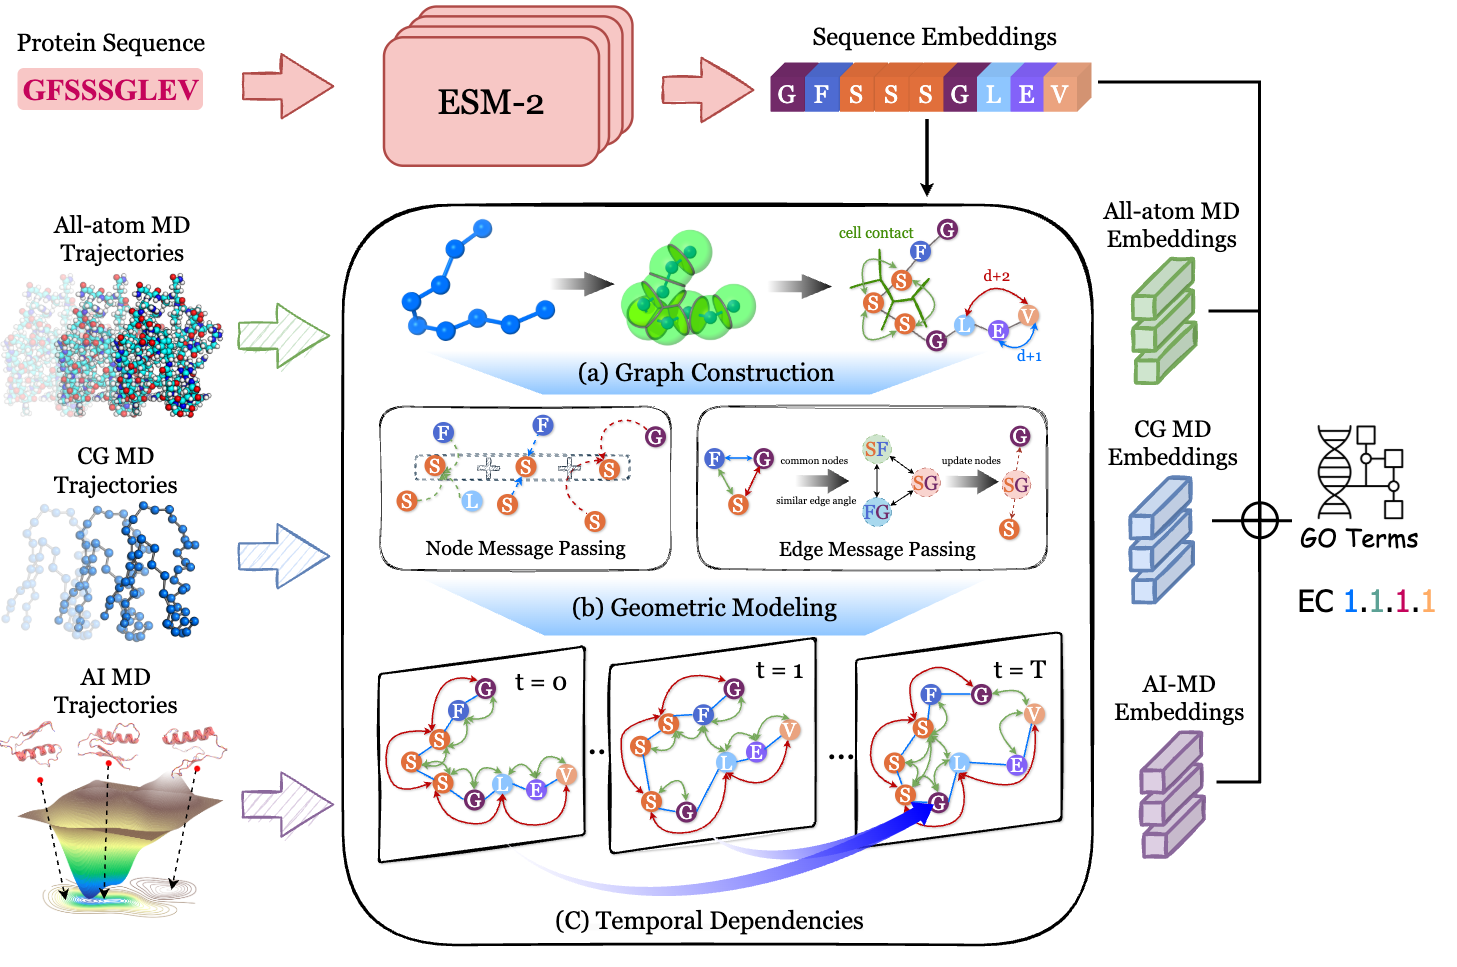 Protein Sequence
GFSSSGLEV
ESM-2
Sequence Embeddings
G F S S S G L E V
All-atom MD
Trajectories
CG MD
Trajectories
AI MD
Trajectories
cell contact
G
F
S
S
S
G
L
E
V
d+2
d+1
(a) Graph Construction
F
S
S
L
F
S
S
G
S
S
Node Message Passing
F
G
S
common nodes
similar edge angle
SF
SG
FG
update nodes
G
SG
S
Edge Message Passing
(b) Geometric Modeling
t = 0
G
F
S
S
S
G
L
E
V
..
t = 1
G
F
S
S
S
G
L
E
V
...
t = T
G
F
S
S
S
G
L
E
V
(C) Temporal Dependencies
All-atom MD
Embeddings
CG MD
Embeddings
AI-MD
Embeddings
GO Terms
EC 1.1.1.1